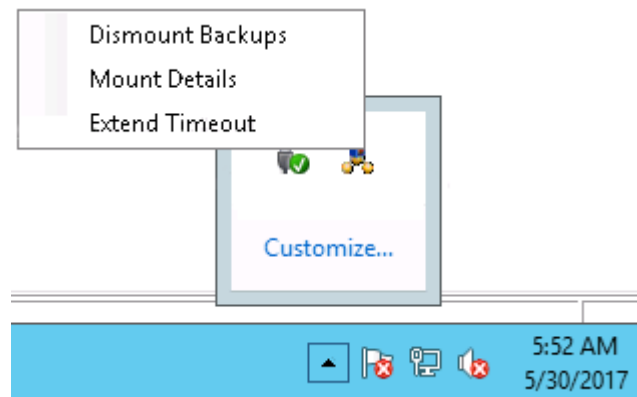 Dismount Backups
Mount Details
Extend Timeout
Customize...
5:52 AM
5/30/2017